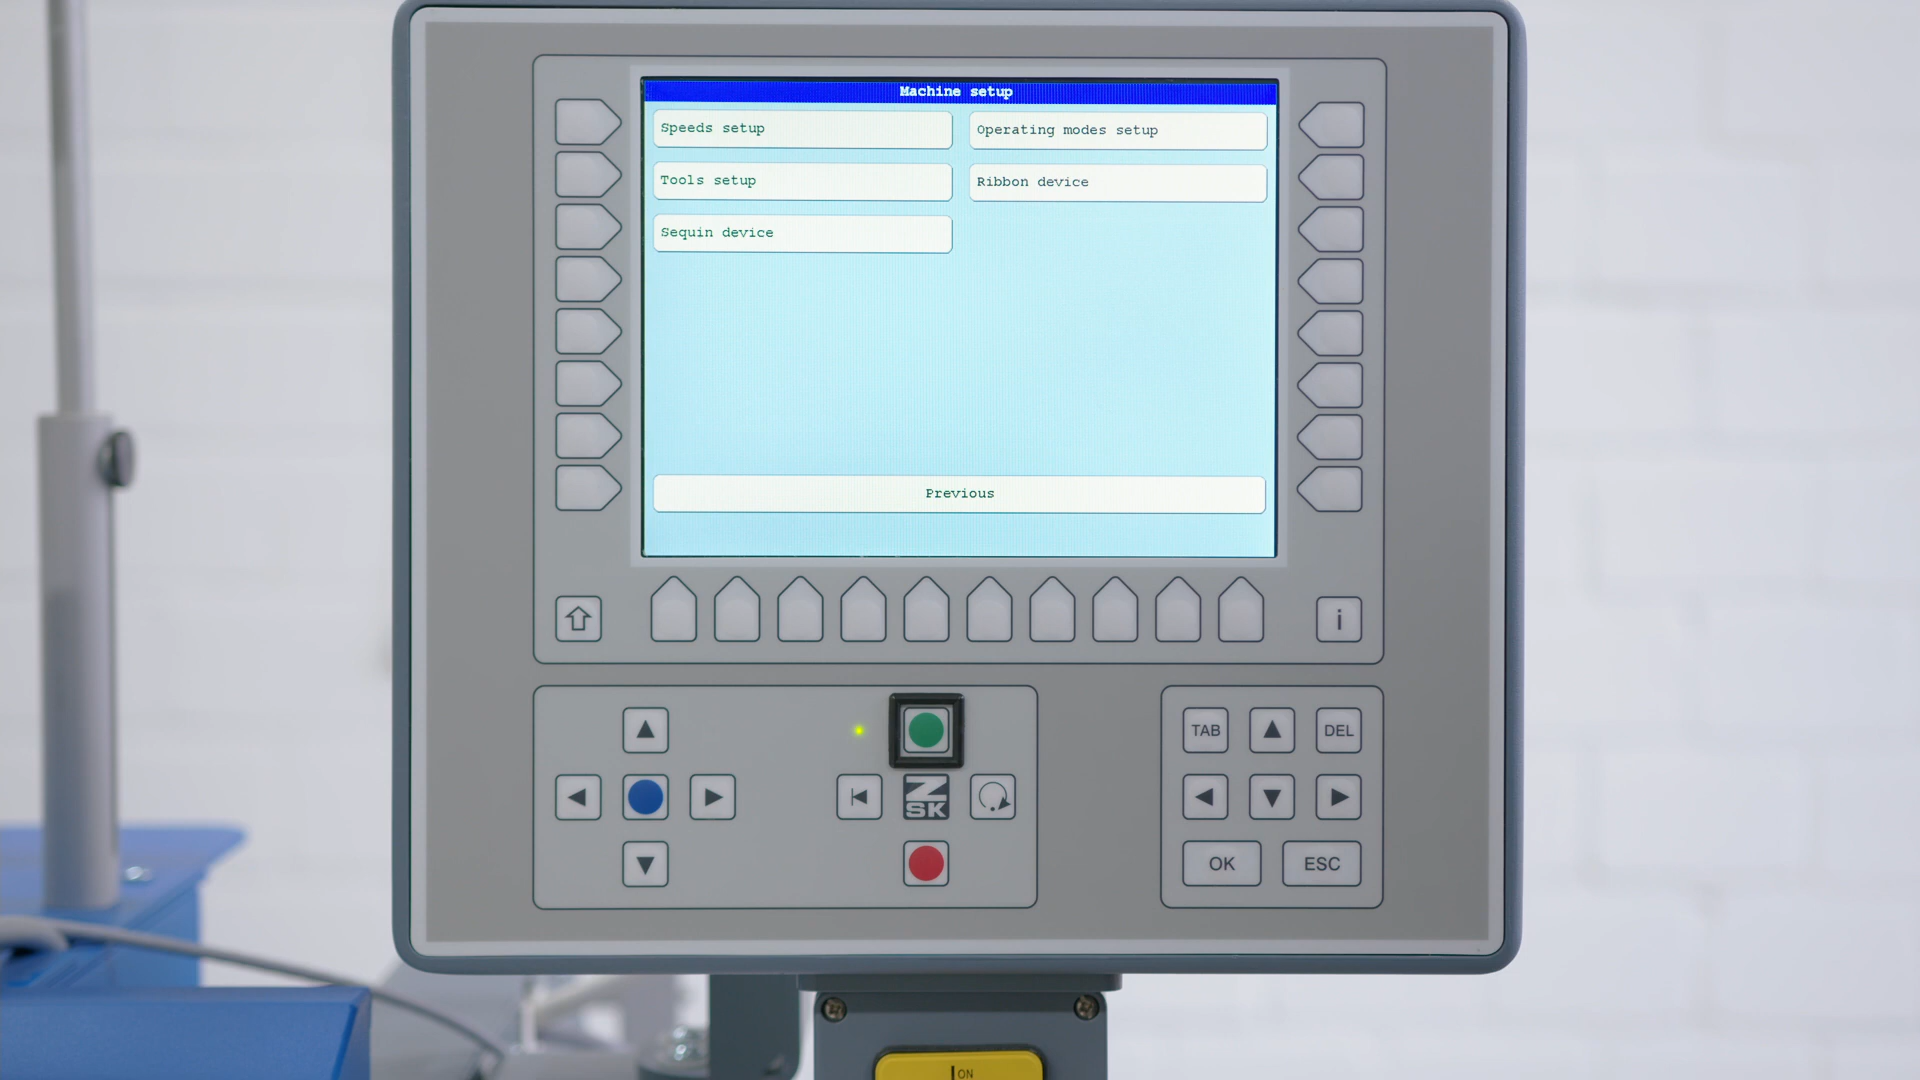 Machine setup
Speeds setup
Operating modes setup
Tools setup
Ribbon device
Sequin device
Previous
i
TAB
DEL
ZSK
OK
ESC
ON